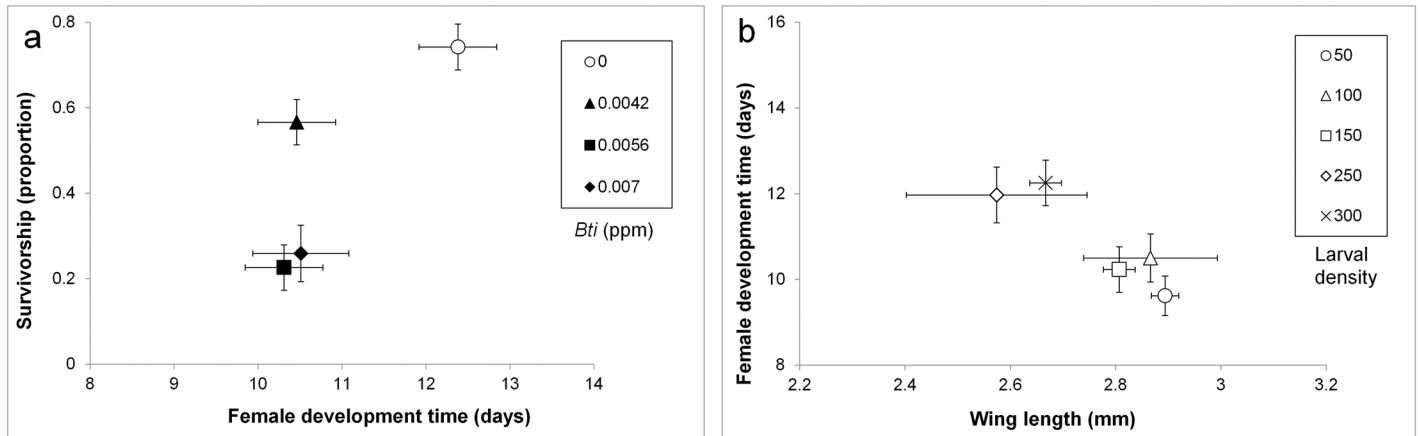 a
0.8
0.6
0.4
0.2
0
8 9 10 11 12 13 14
Survivorship (proportion)
Female development time (days)
0
0.0042
0.0056
0.007
Bti (ppm)
b
16
14
12
10
8
2.2 2.4 2.6 2.8 3 3.2
Female development time (days)
Wing length (mm)
50
100
150
250
300
Larval
density